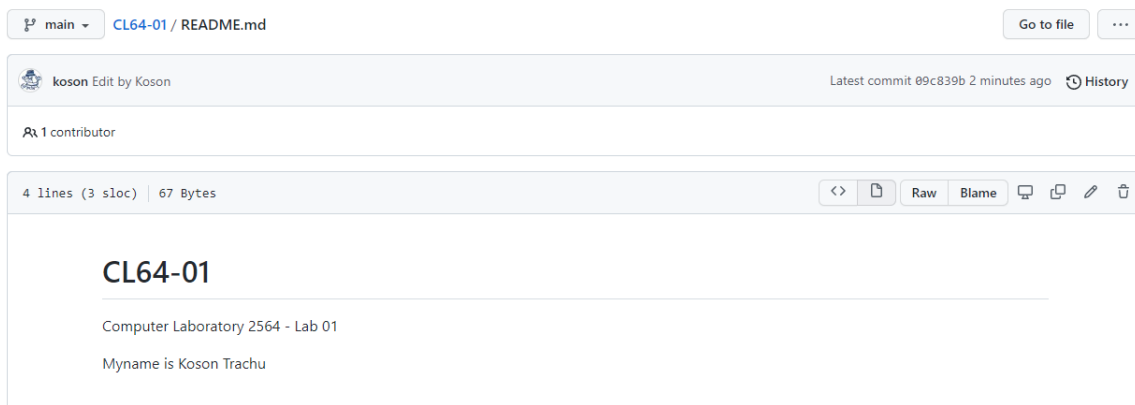 main
CL64-01 / README.md
Go to file
...
koson Edit by Koson
Latest commit 09c839b 2 minutes ago
History
1 contributor
4 lines (3 sloc) 67 Bytes
<>
Raw
Blame
CL64-01
Computer Laboratory 2564 - Lab 01
Myname is Koson Trachu